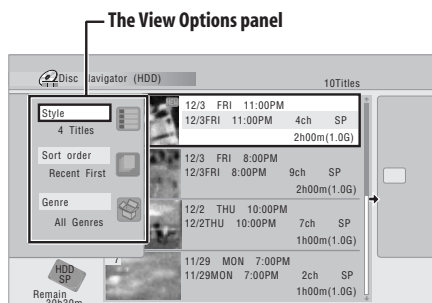 The View Options panel
Disc Navigator (HDD)
10Titles
Style
4 Titles
Sort order
Recent First
Genre
All Genres
HDD
SP
Remain
30h30m
12/3 FRI 11:00PM
12/3FRI 11:00PM 4ch SP
2h00m(1.0G)
12/3 FRI 8:00PM
12/3FRI 8:00PM 9ch SP
2h00m(1.0G)
12/2 THU 10:00PM
12/2THU 10:00PM 7ch SP
1h00m(1.0G)
7
11/29 MON 7:00PM
11/29MON 7:00PM 2ch SP
1h00m(1.0G)